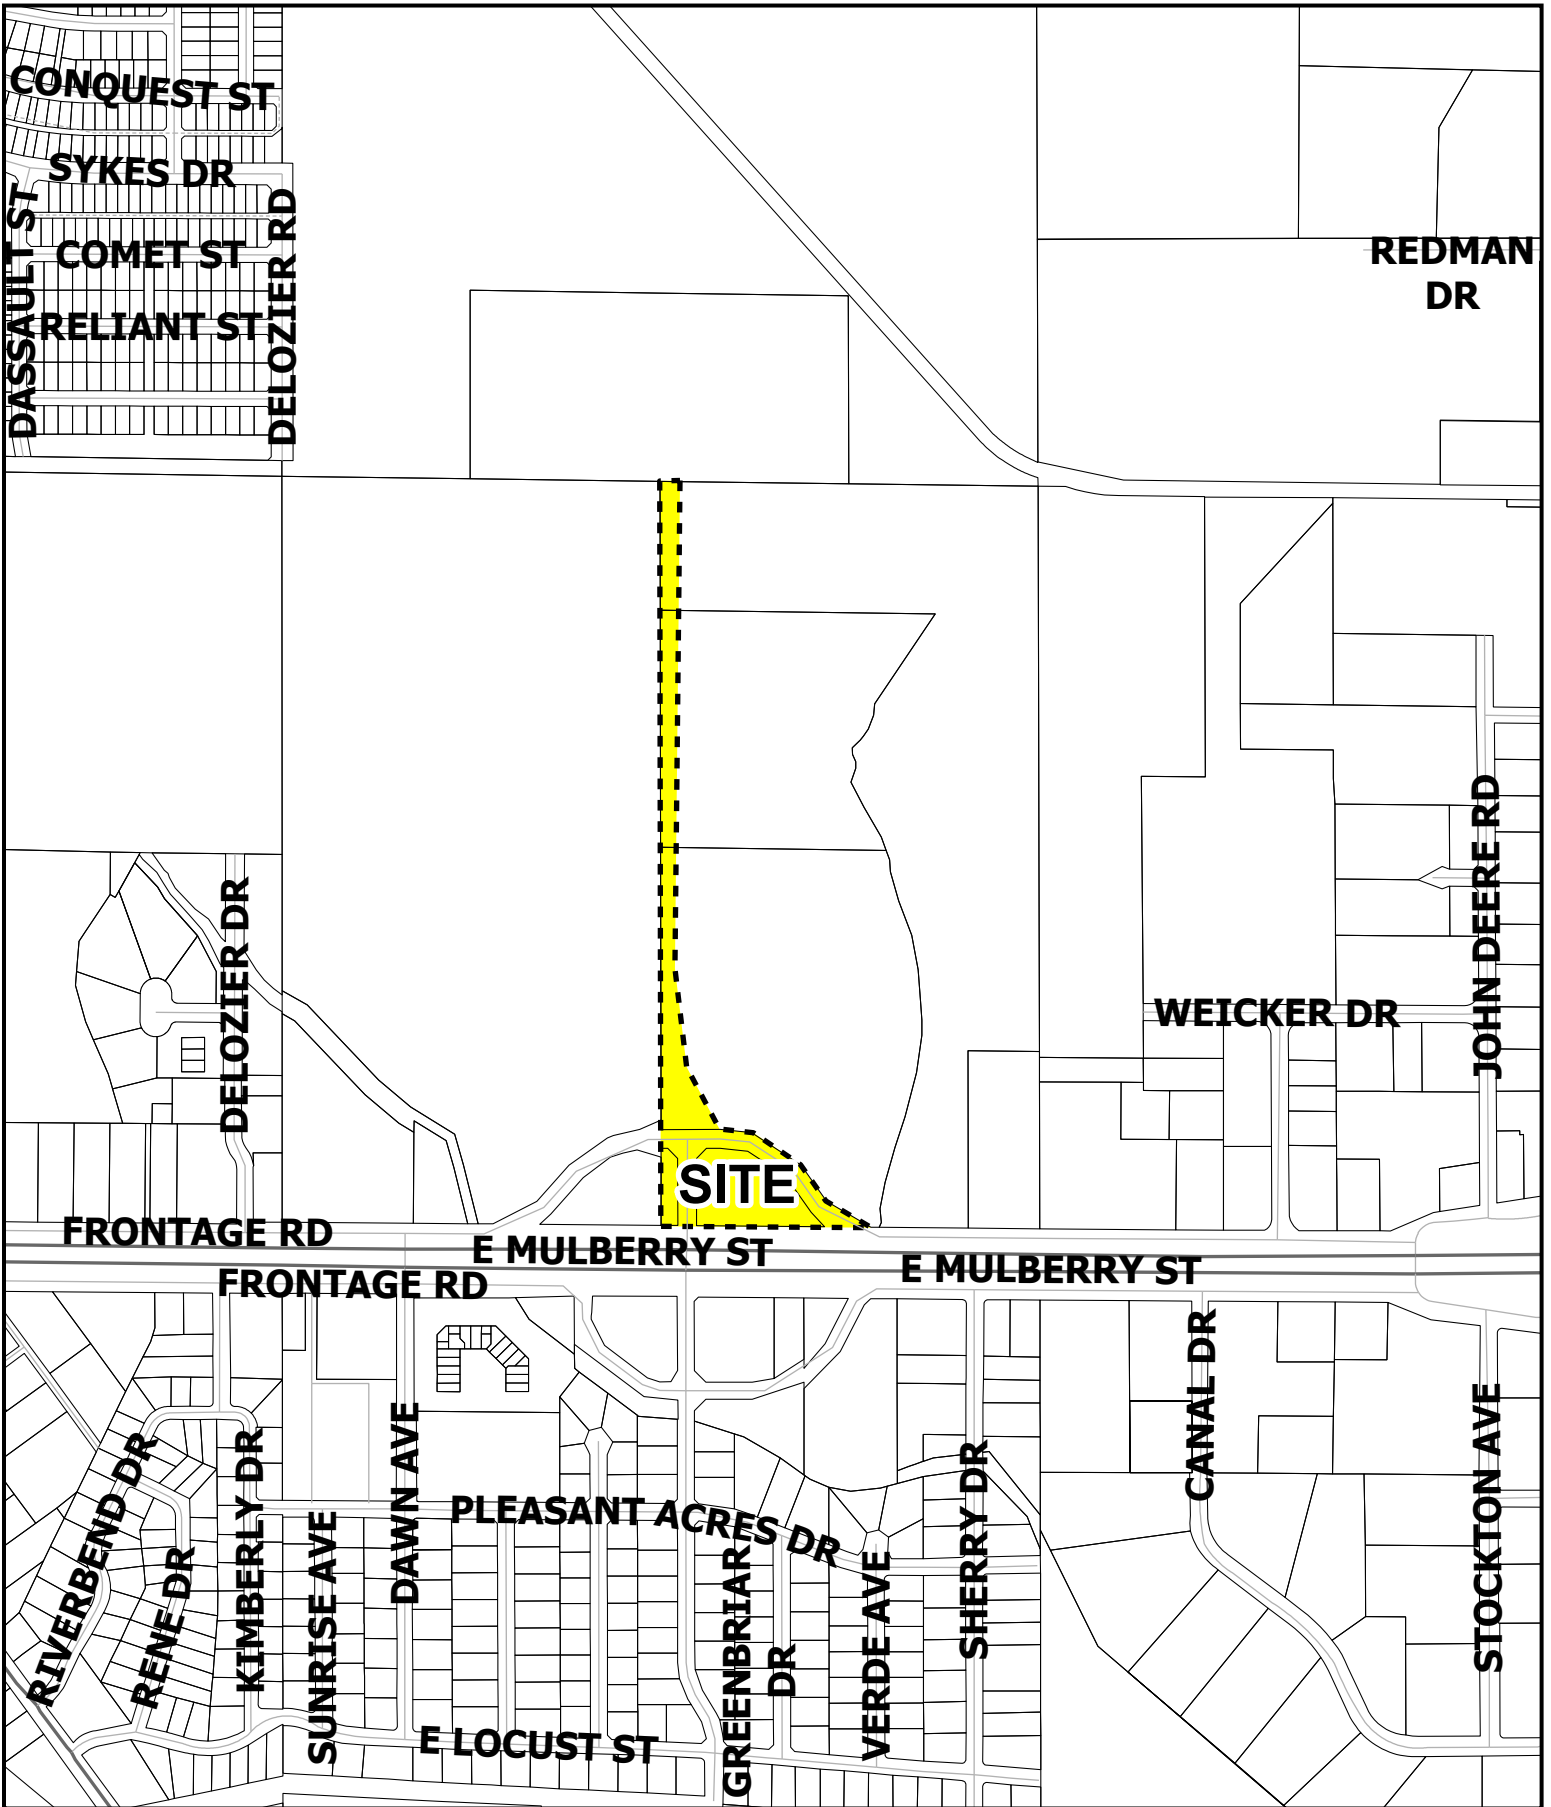 CONQUEST ST
SYKES DR
DASSAULT ST
COMET ST
DELOZIER RD
RELIANT ST
REDMAN
DR
JOHN DEERE RD
DELOZIER DR
WEICKER DR
SITE
FRONTAGE RD
E MULBERRY ST
E MULBERRY ST
FRONTAGE RD
CANAL DR
STOCKTON AVE
DAWN AVE
RIVERBEND DR
KIMBERLY DR
SHERRY DR
PLEASANT ACRES DR
SUNRISE AVE
RENE DR
GREENBRIAR
DR
VERDE AVE
E LOCUST ST